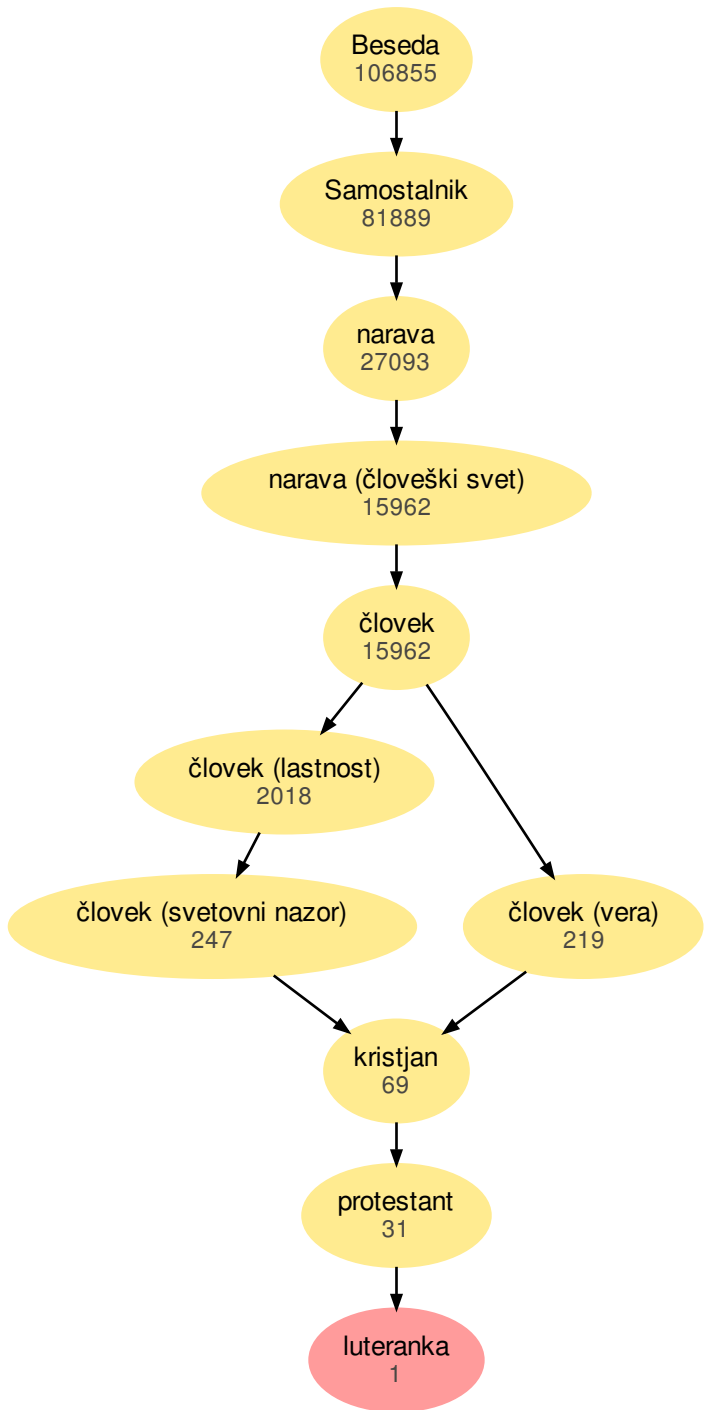 Beseda
106855
Samostalnik
81889
narava
27093
narava (človeški svet)
15962
človek
15962
človek (lastnost)
2018
človek (svetovni nazor)
247
človek (vera)
219
kristjan
69
protestant
31
luteranka
1